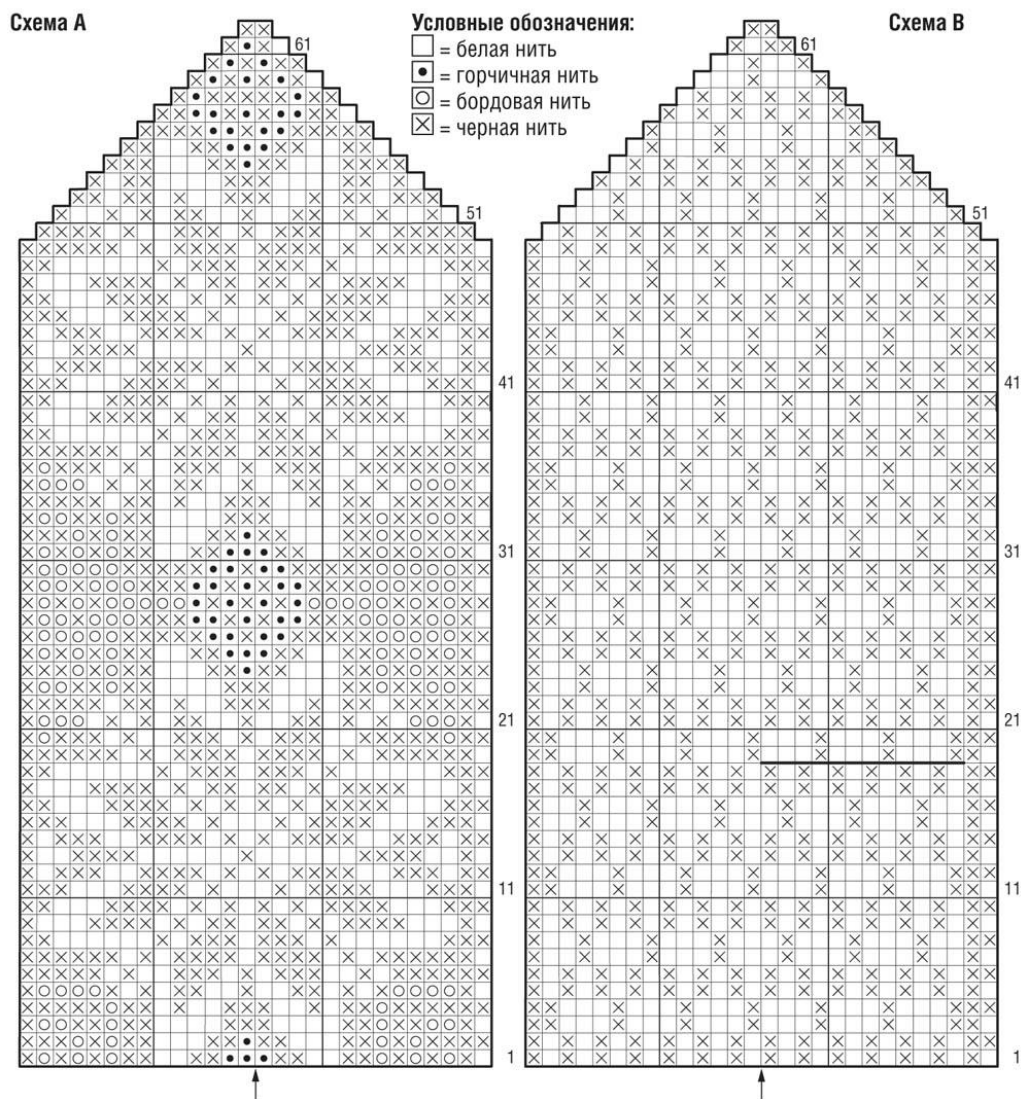 Схема А
Условные обозначения:
= белая нить
= горчичная нить
= бордовая нить
= черная нить
Схема В
61
51
41
31
21
11
1
61
51
41
31
21
11
1